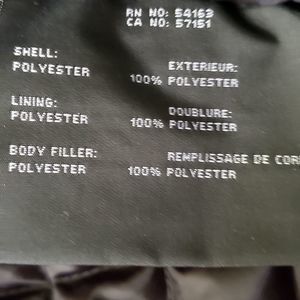 RN NO: 54163
CA NO: 57151
SHELL: EXTERIEUR:
POLYESTER 100% POLYESTER
LINING: DOUBLURE:
POLYESTER 100% POLYESTER
BODY FILLER: REMPLISSAGE DE COR
POLYESTER 100% POLYESTER